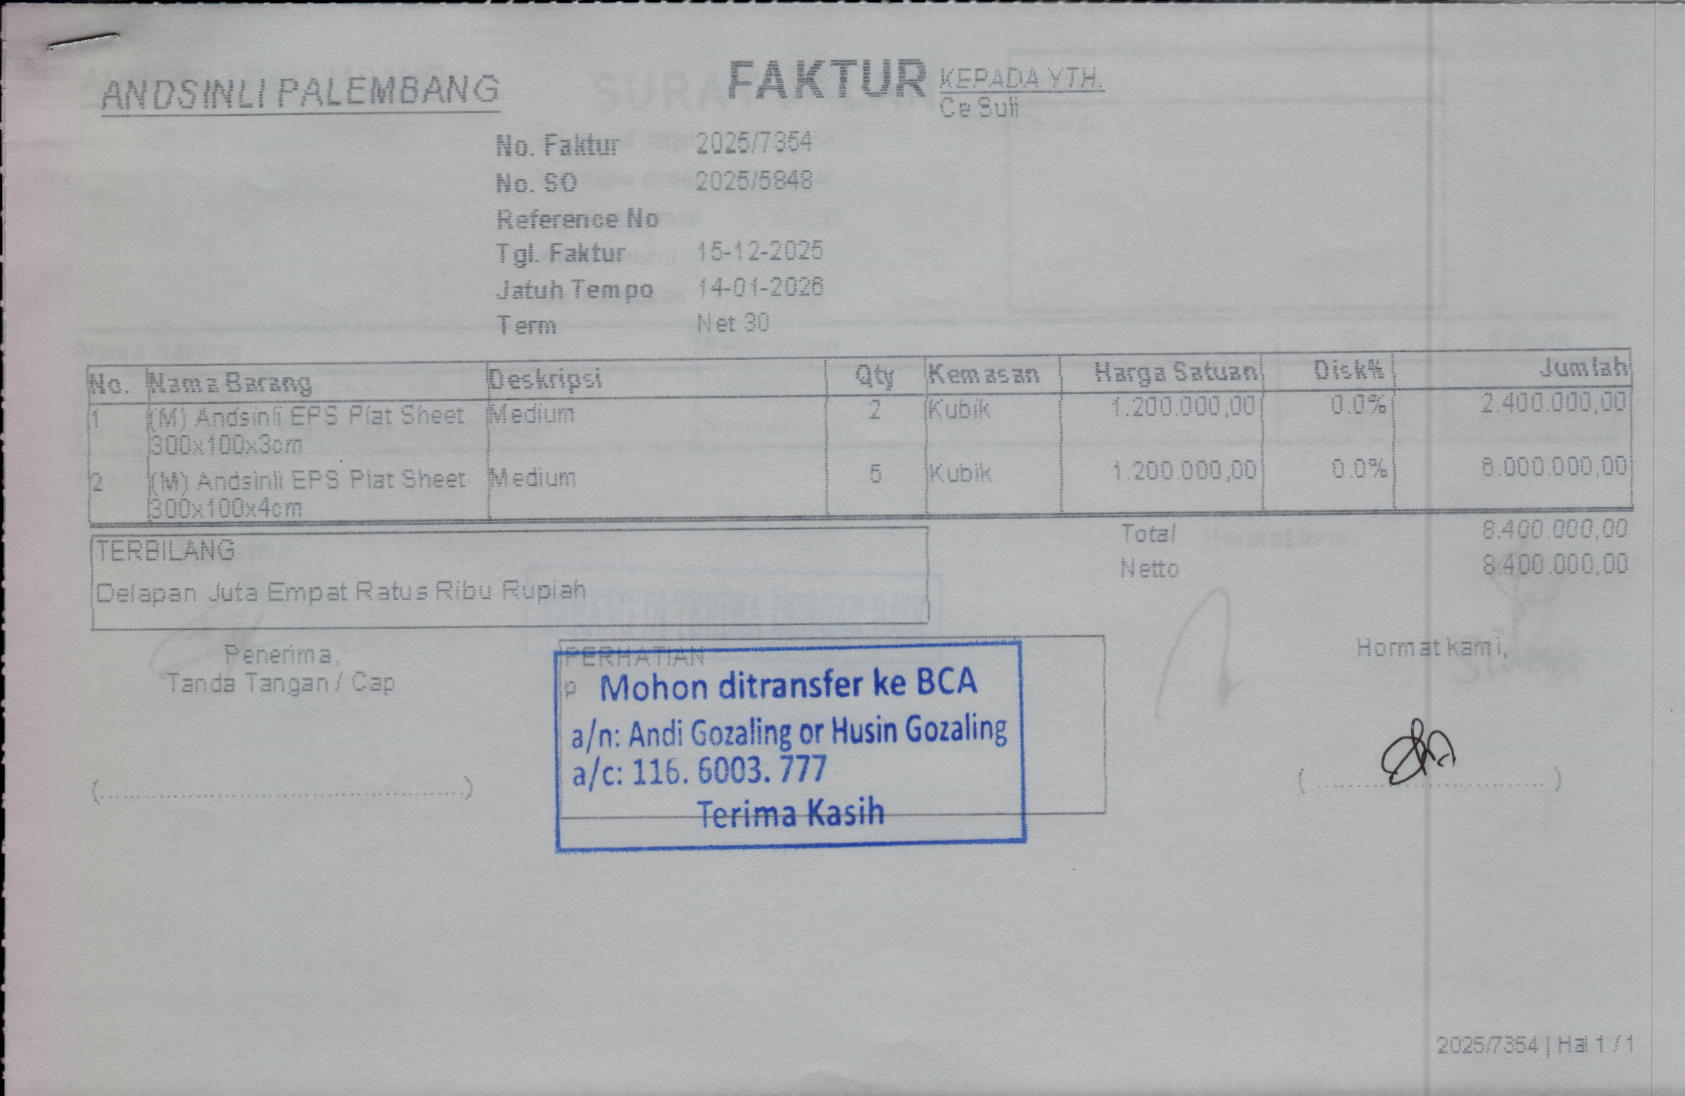 ANDSINLI PALEMBANG
FAKTUR
KEPADA YTH.
Ce Suli
No. Faktur 2025/7354
No. SO 2025/5848
Reference No
Tgl. Faktur 15-12-2025
Jatuh Tempo 14-01-2026
Term Net 30
No. Nama Barang Deskripsi Qty Kemasan Harga Satuan Disk% Jumlah
1 (M) Andsinli EPS Plat Sheet Medium 2 Kubik 1.200.000,00 0.0% 2.400.000,00
300x100x3cm
2 (M) Andsinli EPS Plat Sheet Medium 5 Kubik 1.200.000,00 0.0% 6.000.000,00
300x100x4cm
Total 8.400.000,00
Netto 8.400.000,00
TERBILANG
Delapan Juta Empat Ratus Ribu Rupiah
Penerima,
Tanda Tangan / Cap
(..........................................)
PERHATIAN
p
Mohon ditransfer ke BCA
a/n: Andi Gozaling or Husin Gozaling
a/c: 116. 6003. 777
Terima Kasih
Hormat kami,
(..............................)
2025/7354 | Hal 1 / 1